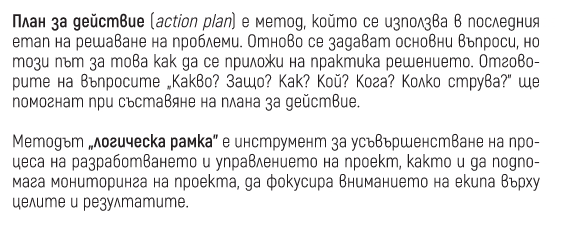 План за действие (action plan) е метод, който се използва в последния
етап на решаване на проблеми. Отново се задават основни въпроси, но
този път за това как да се приложи на практика решението. Отгово-
рите на въпросите „Какво? Защо? Как? Кой? Кога? Колко струва?“ ще
помогнат при съставяне на плана за действие.

Методът „логическа рамка“ е инструмент за усъвършенстване на про-
цеса на разработването и управлението на проект, както и да подпо-
мага мониторинга на проекта, да фокусира вниманието на екипа върху
целите и резултатите.